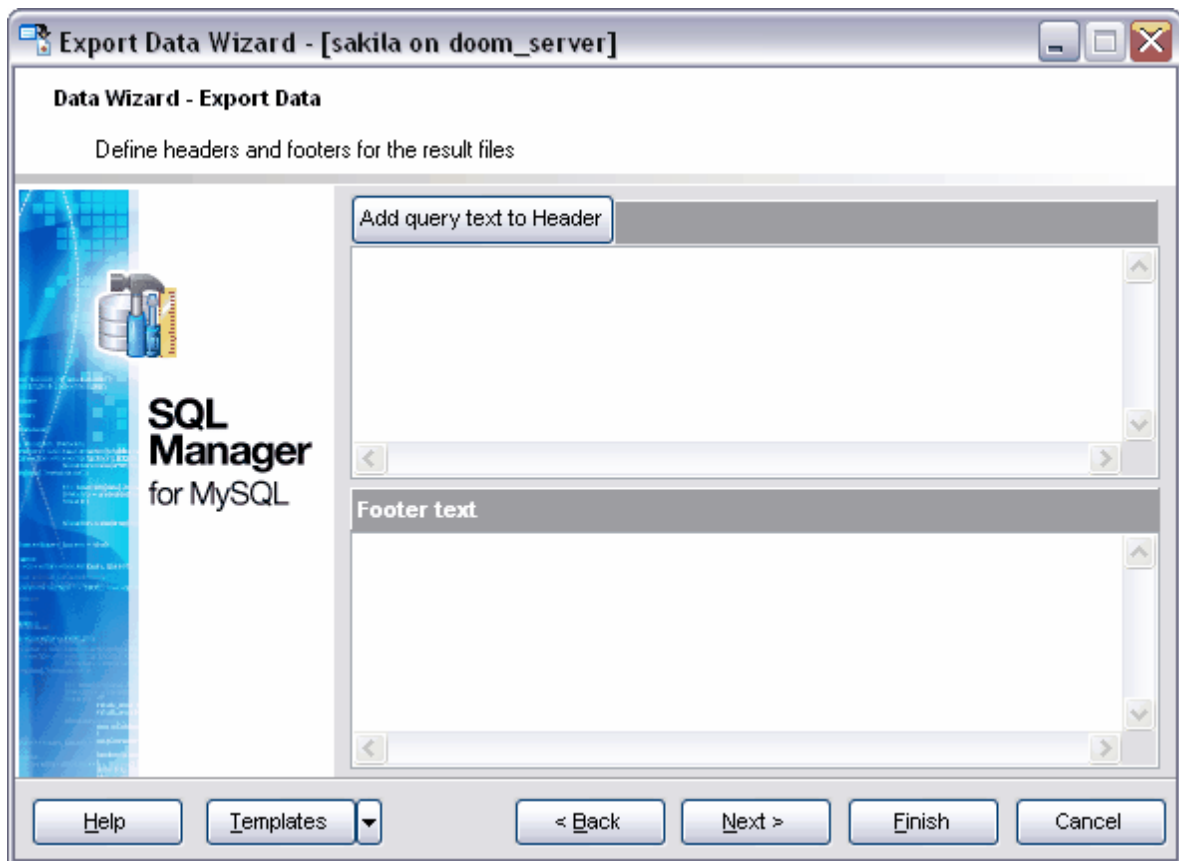 Export Data Wizard - [sakila on doom_server]
Data Wizard - Export Data
Define headers and footers for the result files
Add query text to Header
SQL
Manager
for MySQL
Footer text
Help
Templates
< Back
Next >
Finish
Cancel